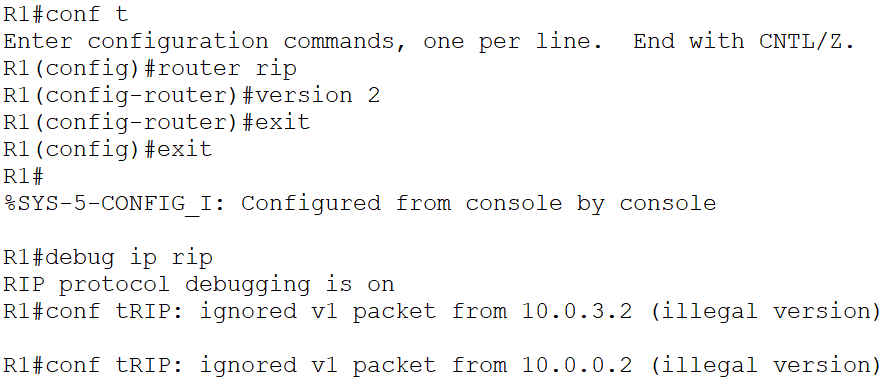 R1#conf t
Enter configuration commands, one per line.  End with CNTL/Z.
R1(config)#router rip
R1(config-router)#version 2
R1(config-router)#exit
R1(config)#exit
R1#
%SYS-5-CONFIG_I: Configured from console by console
R1#debug ip rip
RIP protocol debugging is on
R1#conf tRIP: ignored v1 packet from 10.0.3.2 (illegal version)
R1#conf tRIP: ignored v1 packet from 10.0.0.2 (illegal version)